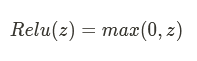 Relu(z) = max(0, z)